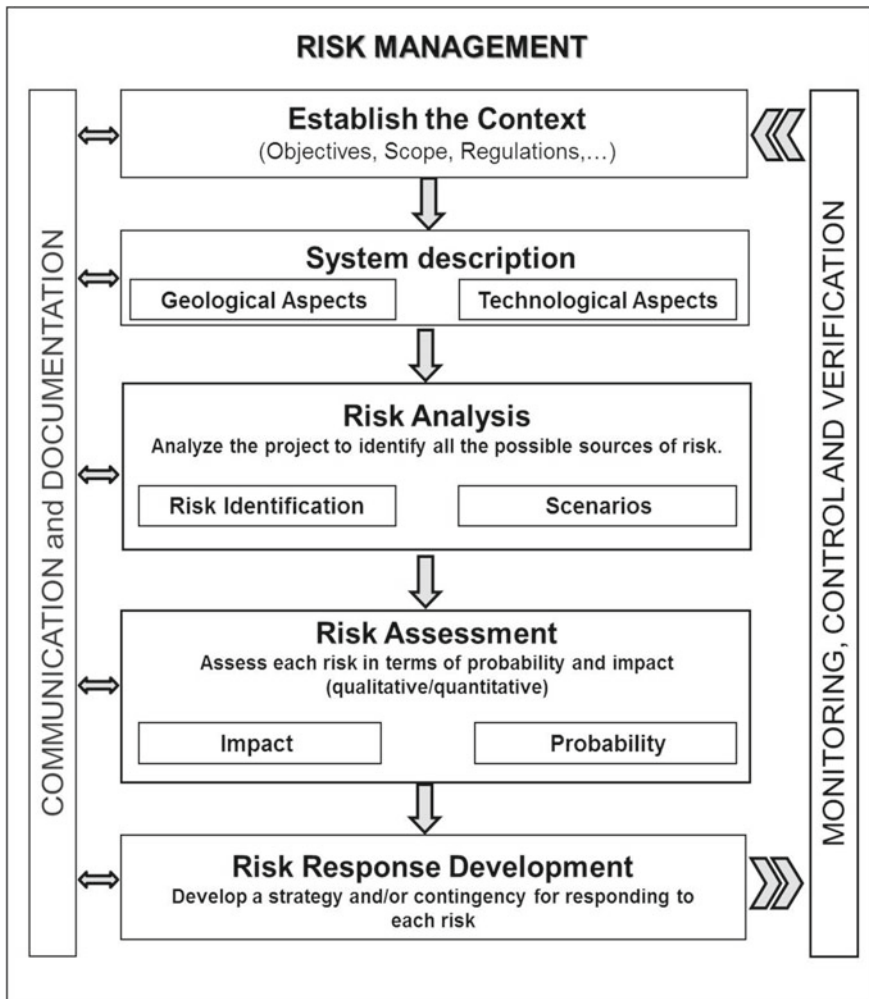 RISK MANAGEMENT
COMMUNICATION and DOCUMENTATION
Establish the Context
(Objectives, Scope, Regulations,...)
System description
Geological Aspects
Technological Aspects
Risk Analysis
Analyze the project to identify all the possible sources of risk.
Risk Identification
Scenarios
Risk Assessment
Assess each risk in terms of probability and impact
(qualitative/quantitative)
Impact
Probability
Risk Response Development
Develop a strategy and/or contingency for responding to
each risk
MONITORING, CONTROL AND VERIFICATION